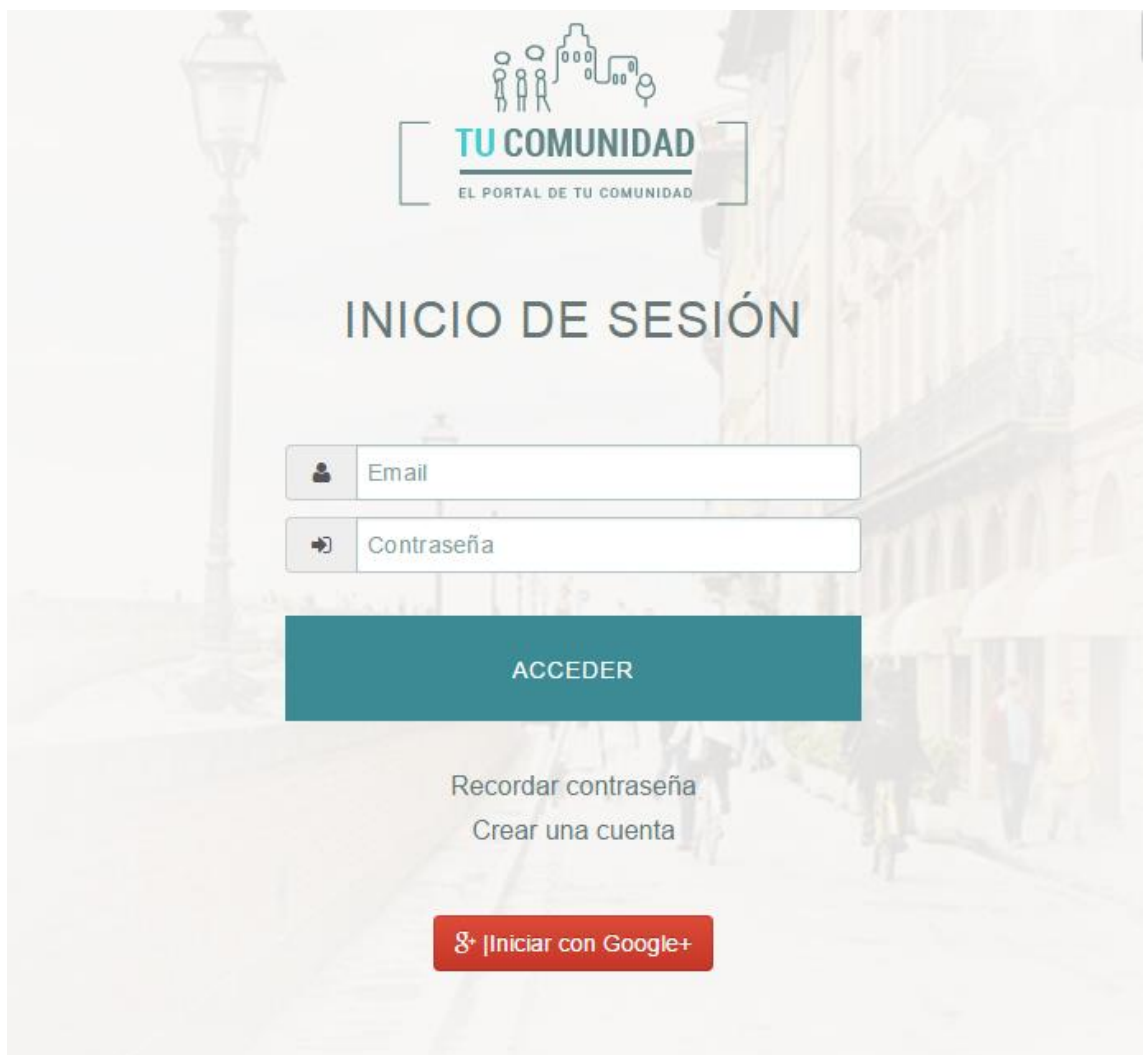 TU COMUNIDAD
EL PORTAL DE TU COMUNIDAD
INICIO DE SESIÓN
Email
Contraseña
ACCEDER
Recordar contraseña
Crear una cuenta
g+ |Iniciar con Google+